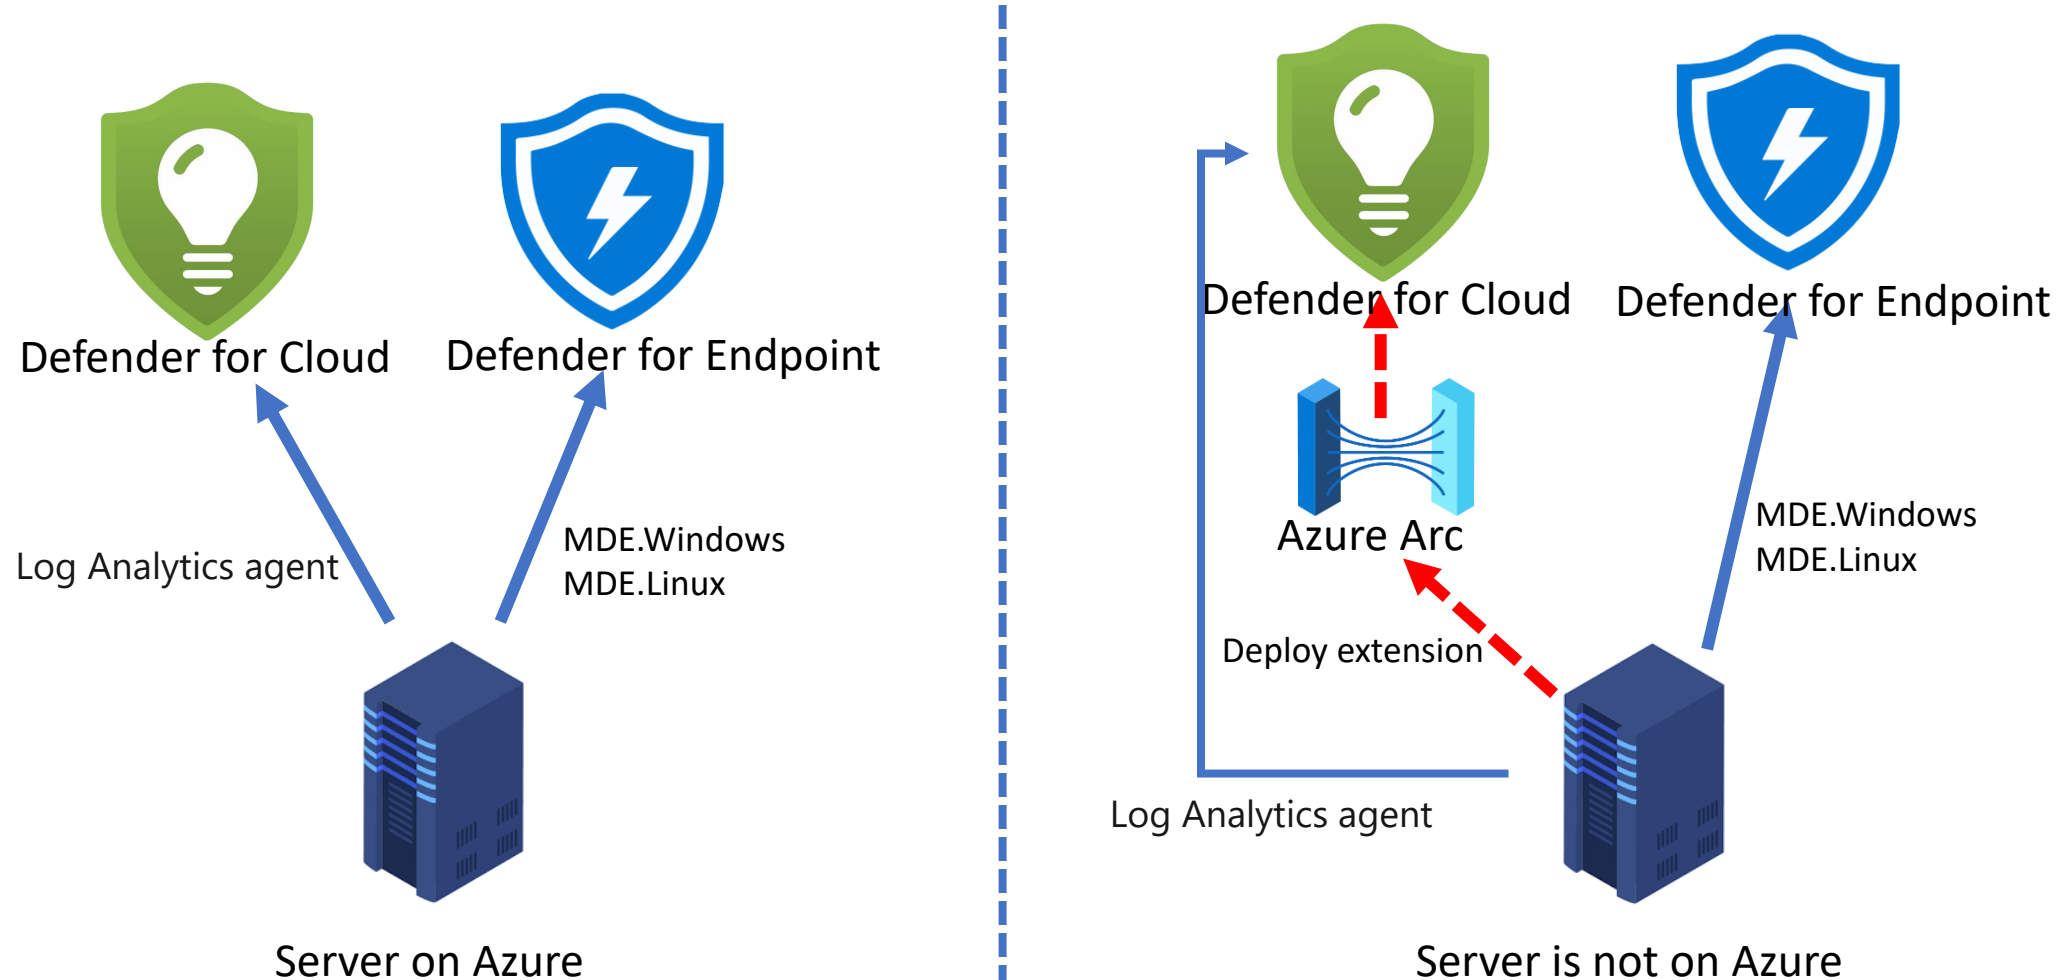 Defender for Cloud
Defender for Endpoint
Log Analytics agent
MDE.Windows
MDE.Linux
Server on Azure
Defender for Cloud
Defender for Endpoint
Azure Arc
MDE.Windows
MDE.Linux
Deploy extension
Log Analytics agent
Server is not on Azure